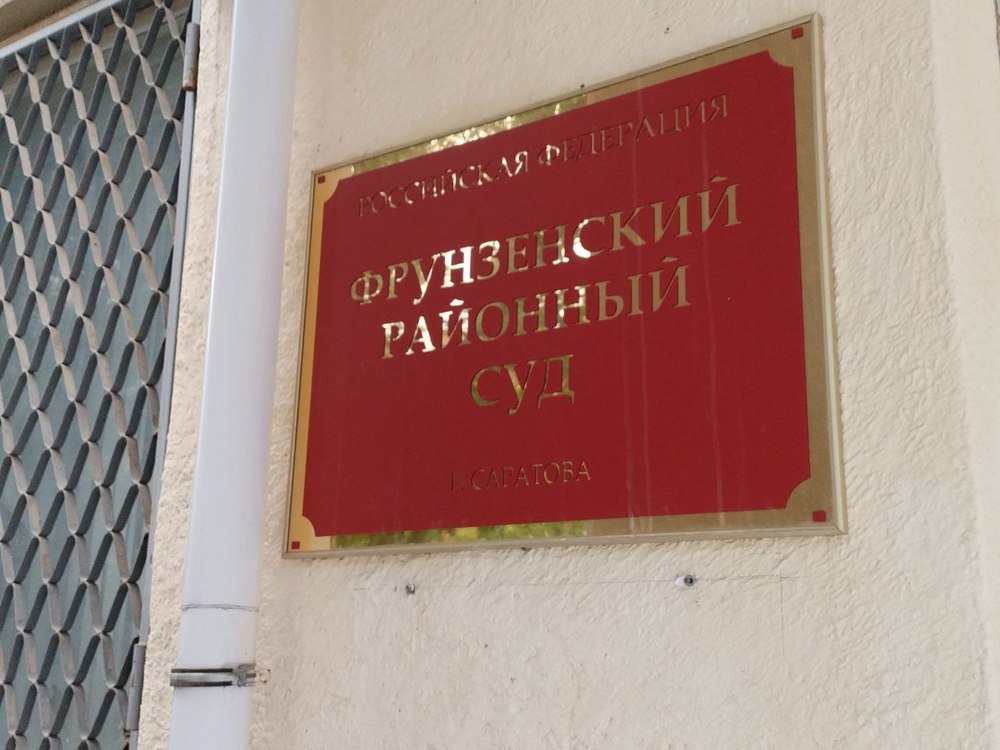 РОССИЙСКАЯ ФЕДЕРАЦИЯ
ФРУНЗЕНСКИЙ
РАЙОННЫЙ
СУД
Г. САРАТОВА